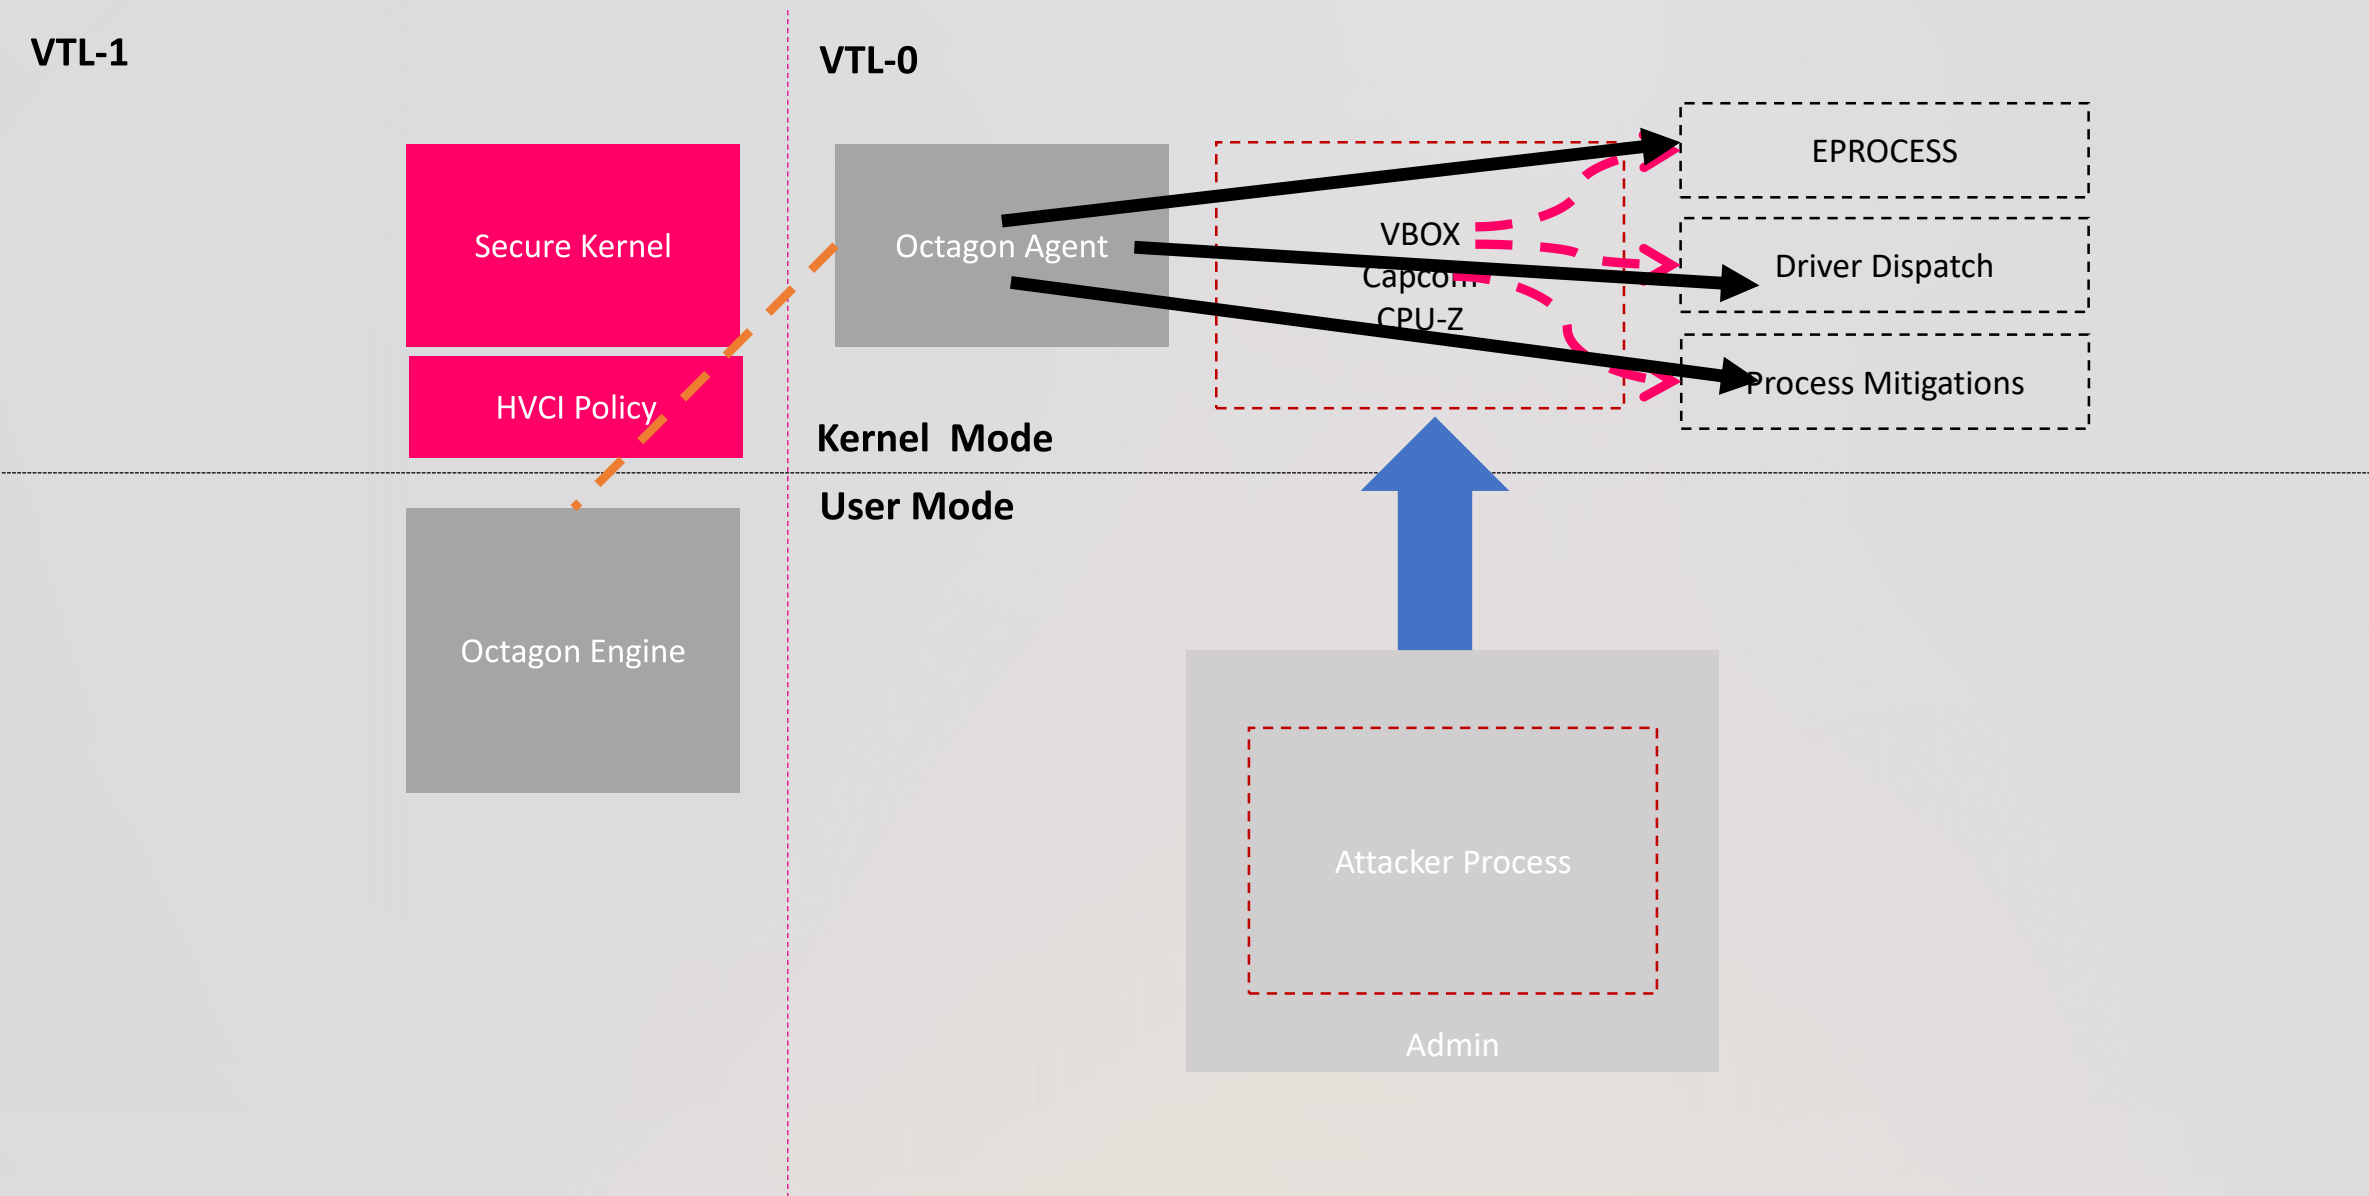 VTL-1
VTL-0
Secure Kernel
HVCI Policy
Octagon Agent
VBOX
Capcom
CPU-Z
EPROCESS
Driver Dispatch
Process Mitigations
Kernel  Mode
User Mode
Octagon Engine
Attacker Process
Admin